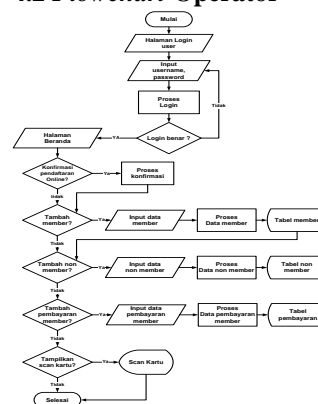 4.2 Flowchart Operator
Mulai
Halaman Login
user
Input
username,
password
Proses
Login
Tidak
Login benar ?
YA
Halaman
Beranda
Konfirmasi
pendaftaran
Online?
Ya
Proses
konfirmasi
tidak
Tambah
member?
Ya
Input data
member
Proses
Data member
Tabel member
Tidak
Tambah non
member?
Ya
Input data
non member
Proses
Data non member
Tabel non
member
Tidak
Tambah
pembayaran
member?
Ya
Input data
pembayaran
member
Proses
Data pembayaran
member
Tabel
pembayaran
Tidak
Tampilkan
scan kartu?
Ya
Scan Kartu
Tidak
Selesai